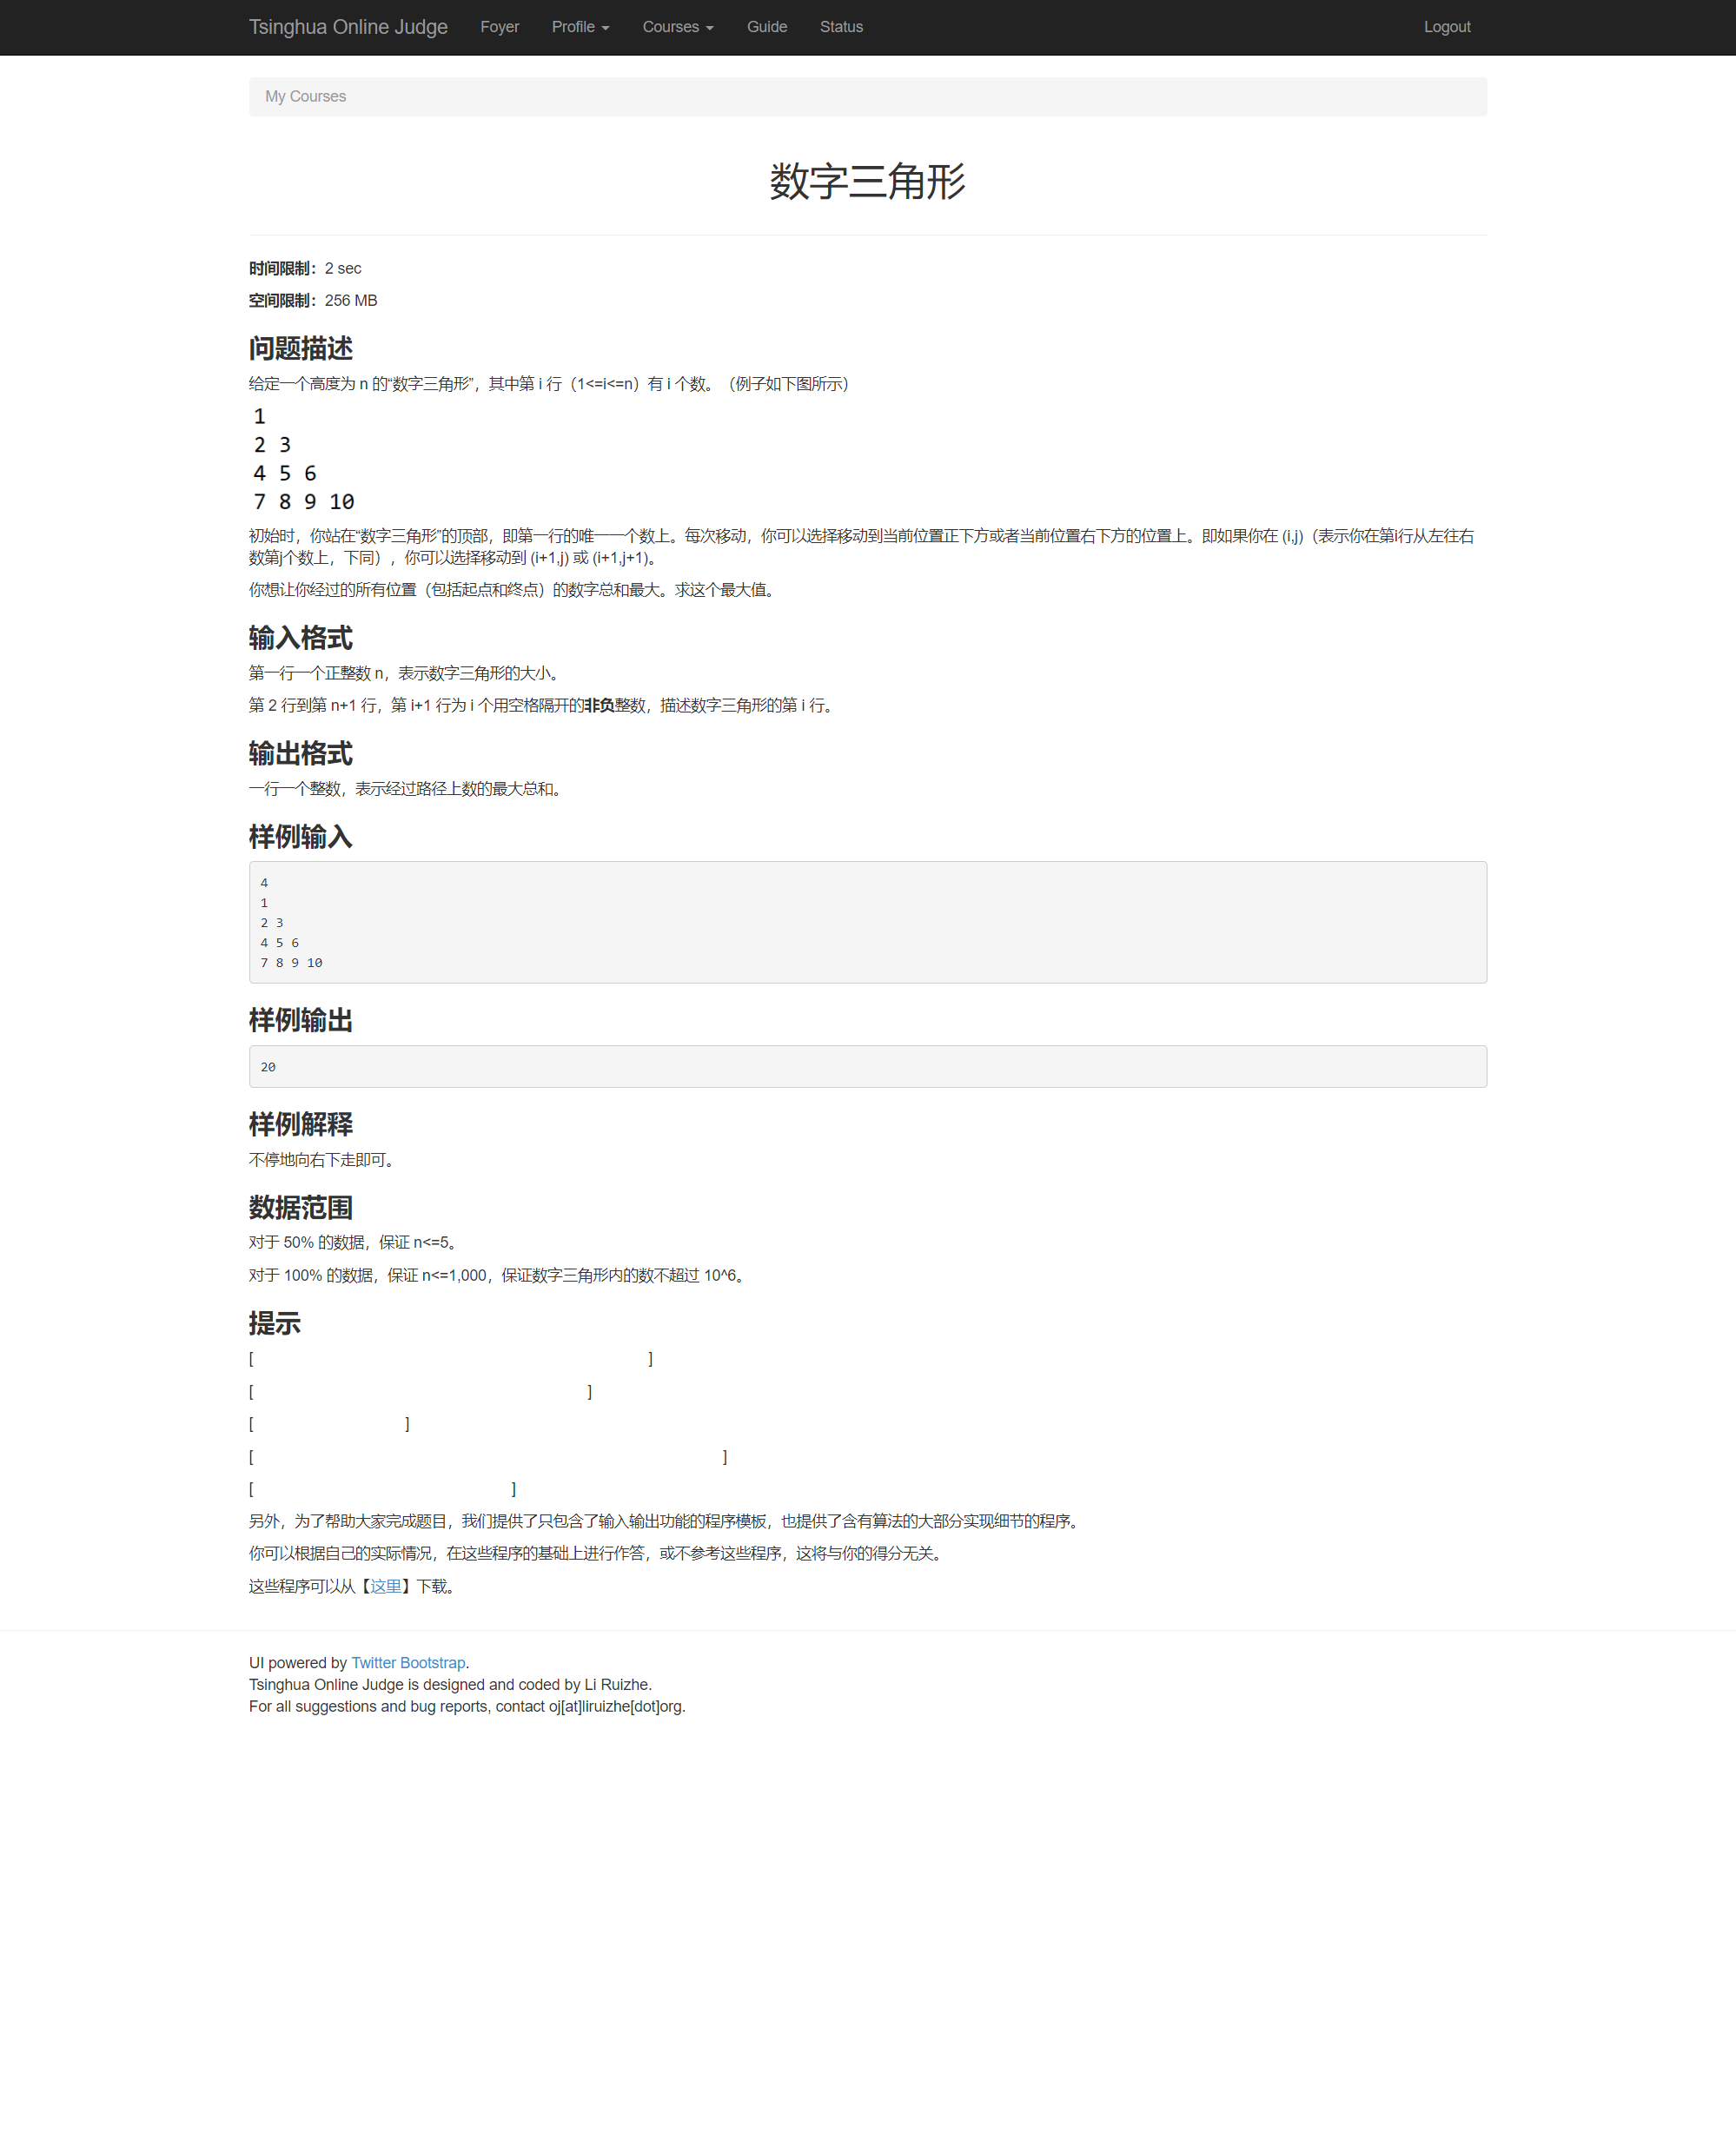 Tsinghua Online Judge Foyer Profile Courses Guide Status Logout
My Courses
数字三角形
时间限制：2 sec
空间限制：256 MB
问题描述
给定一个高度为 n 的“数字三角形”，其中第 i 行（1<=i<=n）有 i 个数。（例子如下图所示）
1
2 3
4 5 6
7 8 9 10
初始时，你站在“数字三角形”的顶部，即第一行的唯一一个数上。每次移动，你可以选择移动到当前位置正下方或者当前位置右下方的位置上。即如果你在 (i,j)（表示你在第i行从左往右
数第j个数上，下同），你可以选择移动到 (i+1,j) 或 (i+1,j+1)。
你想让你经过的所有位置（包括起点和终点）的数字总和最大。求这个最大值。
输入格式
第一行一个正整数 n，表示数字三角形的大小。
第 2 行到第 n+1 行，第 i+1 行为 i 个用空格隔开的非负整数，描述数字三角形的第 i 行。
输出格式
一行一个整数，表示经过路径上数的最大总和。
样例输入
4
1
2 3
4 5 6
7 8 9 10
样例输出
20
样例解释
不停地向右下走即可。
数据范围
对于 50% 的数据，保证 n<=5。
对于 100% 的数据，保证 n<=1,000，保证数字三角形内的数不超过 10^6。
提示
[ ]
[ ]
[ ]
[ ]
[ ]
另外，为了帮助大家完成题目，我们提供了只包含了输入输出功能的程序模板，也提供了含有算法的大部分实现细节的程序。
你可以根据自己的实际情况，在这些程序的基础上进行作答，或不参考这些程序，这将与你的得分无关。
这些程序可以从【这里】下载。
UI powered by Twitter Bootstrap.
Tsinghua Online Judge is designed and coded by Li Ruizhe.
For all suggestions and bug reports, contact oj[at]liruizhe[dot]org.